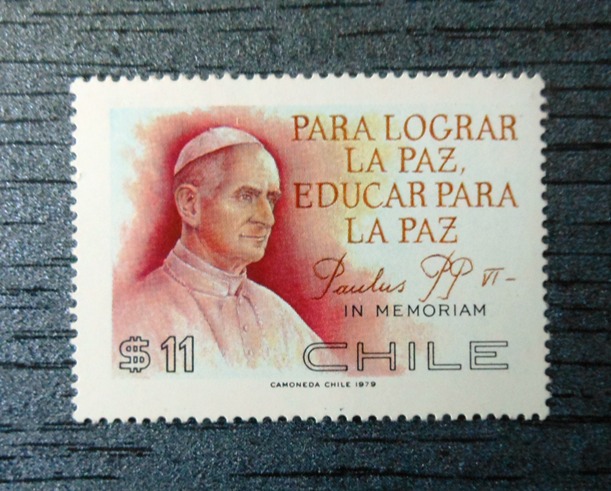 PARA LOGRAR
LA PAZ,
EDUCAR PARA
LA PAZ
Paulus PP VI-
IN MEMORIAM
$11 CHILE
CAMONEDA CHILE 1979